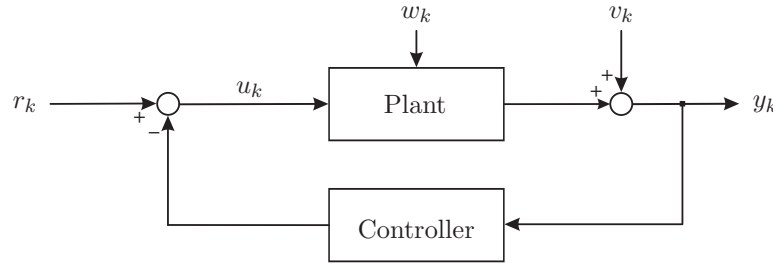 w_k
v_k
r_k
u_k
Plant
y_k
+
−
+
+
Controller